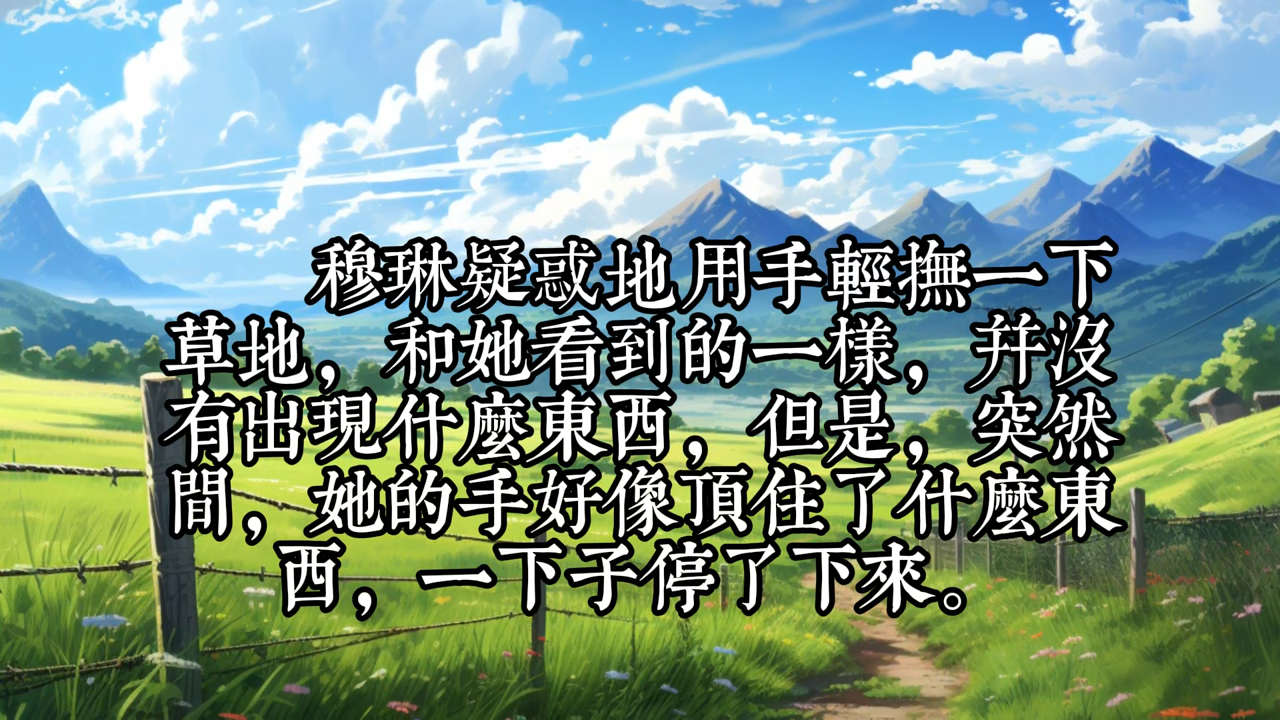 穆琳疑惑地用手輕撫一下
草地，和她看到的一樣，幷沒
有出現什麼東西，但是，突然
間，她的手好像頂住了什麼東
西，一下子停了下來。